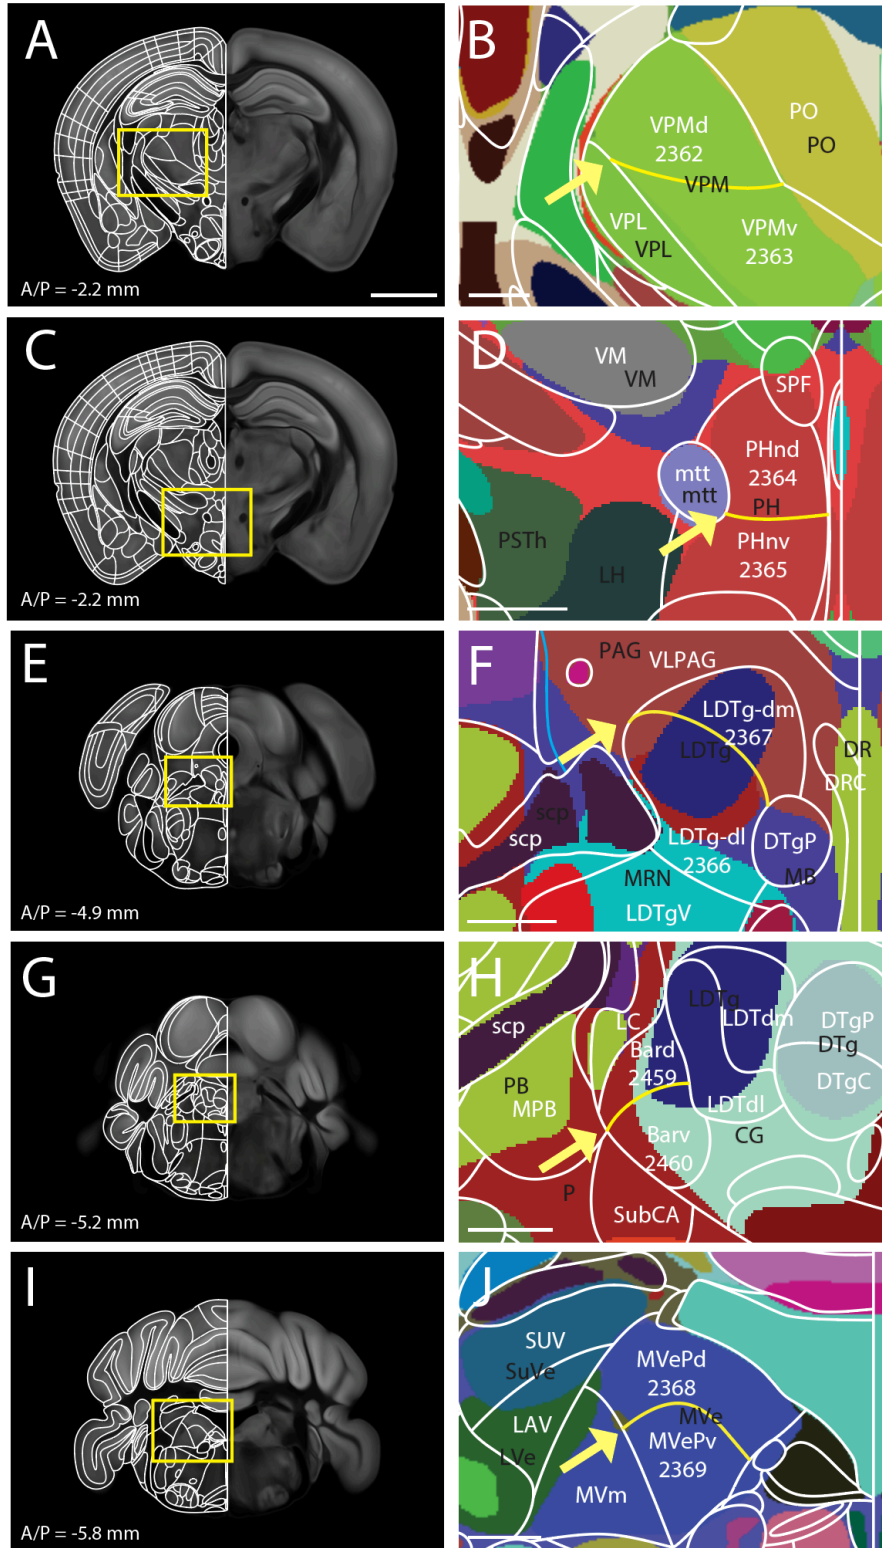 A
A/P = -2.2 mm
B
VPMd
2362
PO
PO
VPM
VPL
VPL
VPMv
2363
C
A/P = -2.2 mm
D
VM
VM
SPF
PHnd
2364
mtt
mtt
PH
PSTh
LH
PHnv
2365
E
A/P = -4.9 mm
F
PAG
VLPAG
LDTg-dm
2367
LDTg
DR
DRC
scp
scp
LDTg-dl
2366
DTgP
MRN
MB
LDTgV
G
A/P = -5.2 mm
H
LDTg
scp
LC
LDTdm
DTgP
Bard
2459
DTg
PB
MPB
DTgC
LDTdl
CG
Barv
2460
P
SubCA
I
A/P = -5.8 mm
J
SUV
SuVe
MVePd
2368
LAV
MVe
LVe
MVePv
2369
MVm